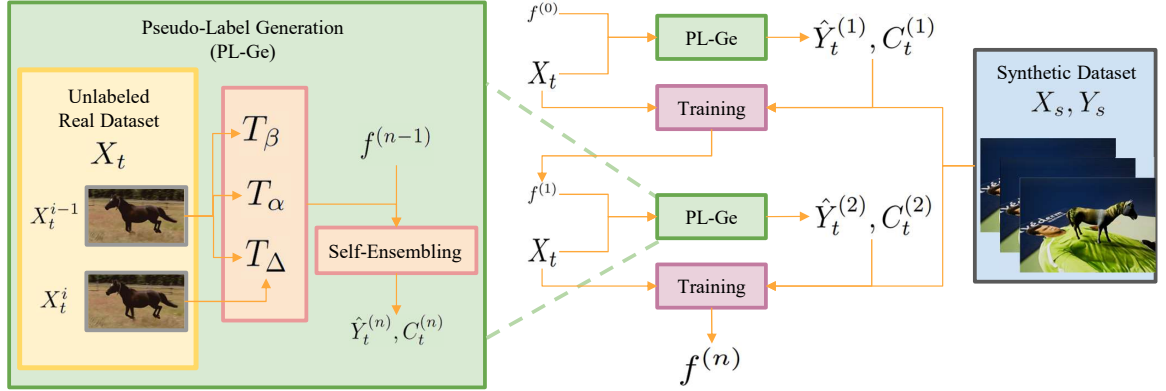 Pseudo-Label Generation
(PL-Ge)
Unlabeled
Real Dataset
X_t
X_t^{i-1}
X_t^i
T_β
T_α
T_Δ
f^{(n-1)}
Self-Ensembling
Ŷ_t^{(n)}, C_t^{(n)}
f^{(0)}
X_t
PL-Ge
Ŷ_t^{(1)}, C_t^{(1)}
Training
f^{(1)}
X_t
PL-Ge
Ŷ_t^{(2)}, C_t^{(2)}
Training
f^{(n)}
Synthetic Dataset
X_s, Y_s